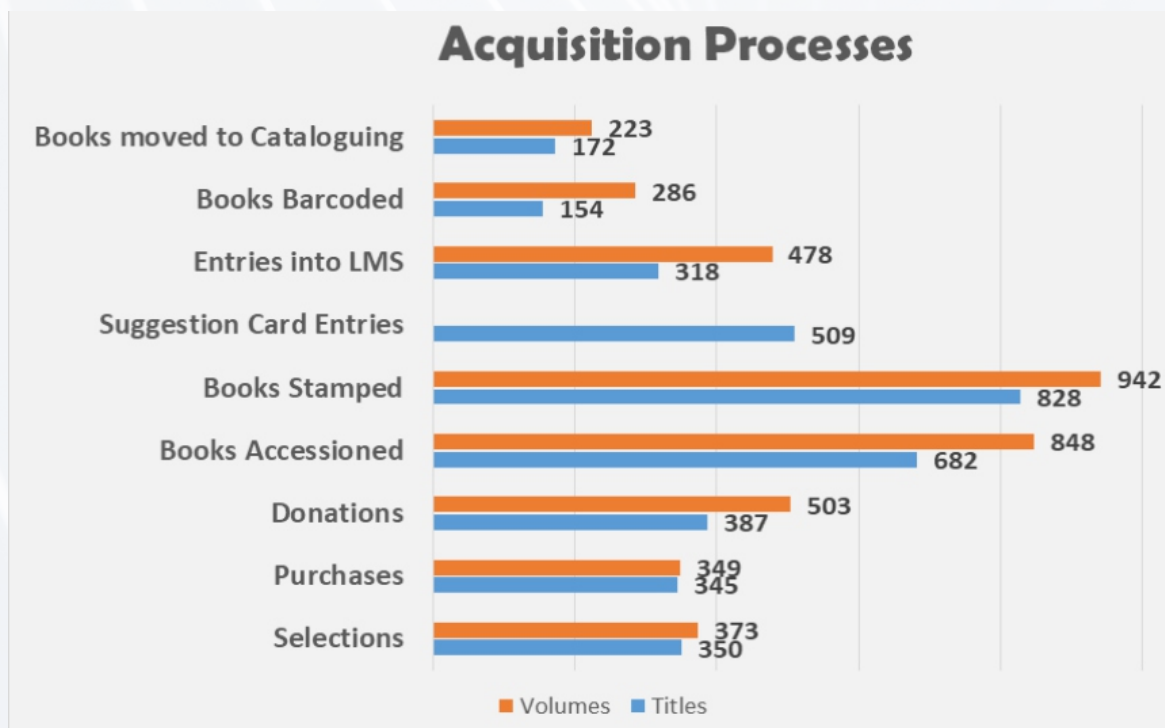 Acquisition Processes
Books moved to Cataloguing
223
172
Books Barcoded
286
154
Entries into LMS
478
318
Suggestion Card Entries
509
Books Stamped
942
828
Books Accessioned
848
682
Donations
503
387
Purchases
349
345
Selections
373
350
Volumes Titles